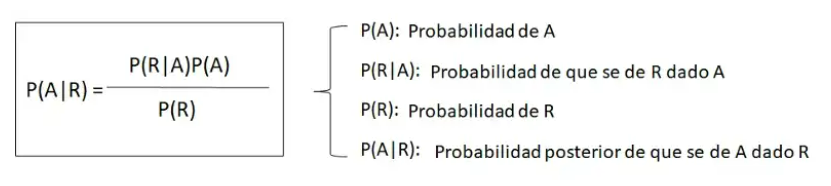 P(A|R) = P(R|A)P(A)
P(R)
P(A): Probabilidad de A
P(R|A): Probabilidad de que se de R dado A
P(R): Probabilidad de R
P(A|R): Probabilidad posterior de que se de A dado R